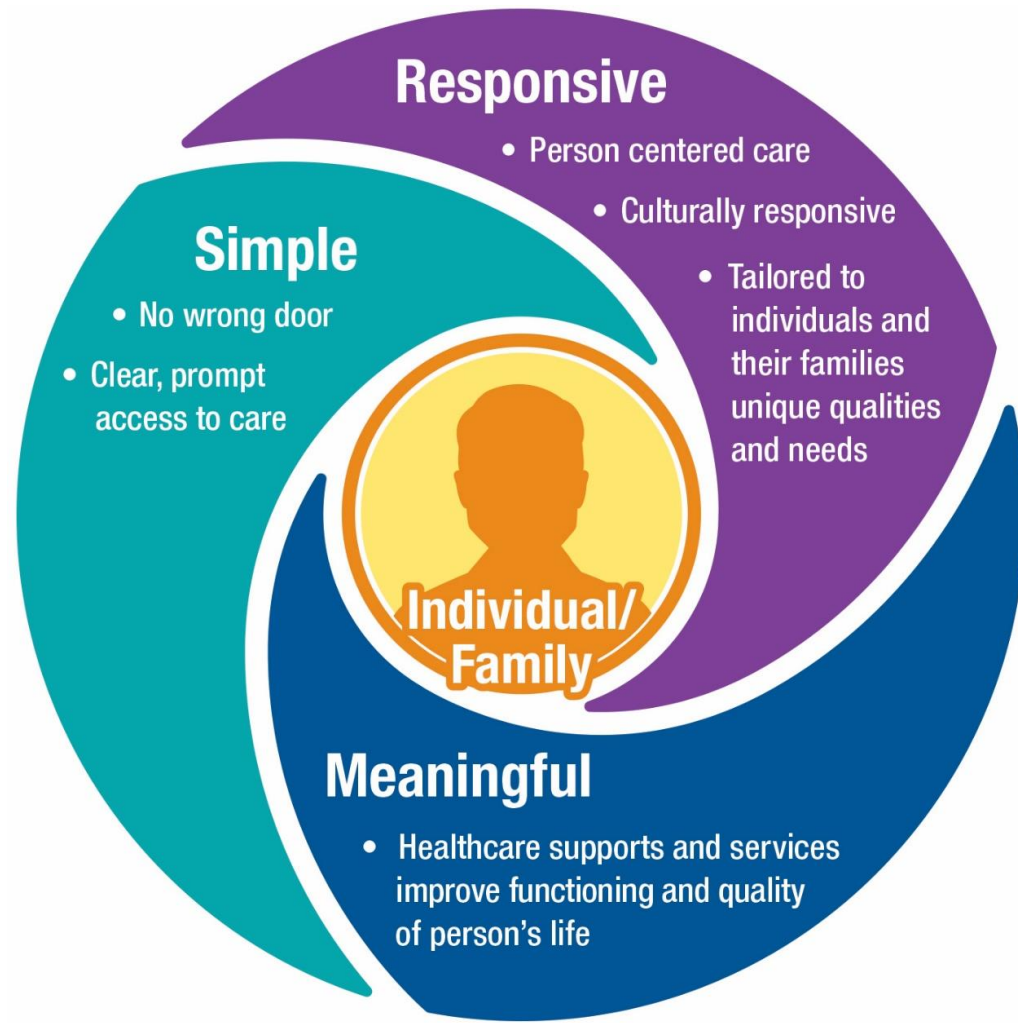 Responsive
• Person centered care
• Culturally responsive
• Tailored to
individuals and
their families
unique qualities
and needs
Simple
• No wrong door
• Clear, prompt
access to care
Individual/
Family
Meaningful
• Healthcare supports and services
improve functioning and quality
of person's life